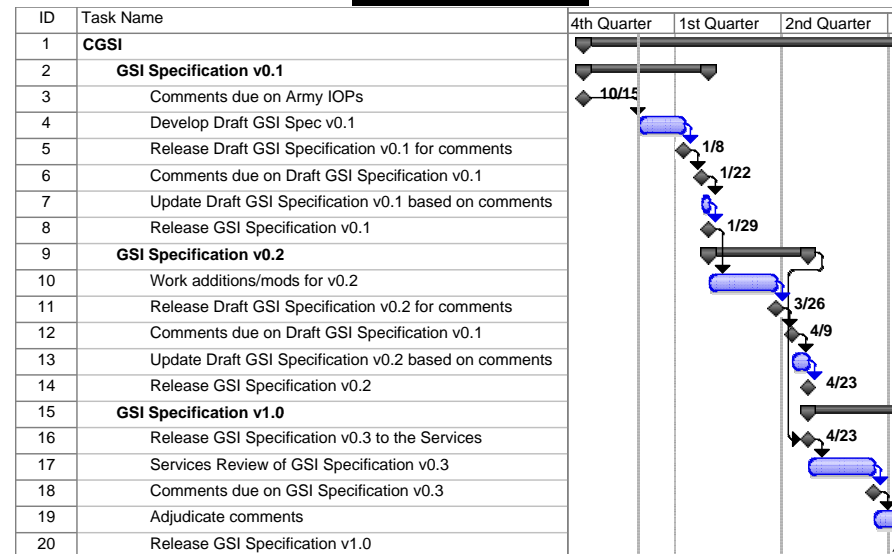 ID Task Name 4th Quarter 1st Quarter 2nd Quarter
1 CGSI
2 GSI Specification v0.1
3 Comments due on Army IOPs 10/15
4 Develop Draft GSI Spec v0.1
5 Release Draft GSI Specification v0.1 for comments 1/8
6 Comments due on Draft GSI Specification v0.1 1/22
7 Update Draft GSI Specification v0.1 based on comments
8 Release GSI Specification v0.1 1/29
9 GSI Specification v0.2
10 Work additions/mods for v0.2
11 Release Draft GSI Specification v0.2 for comments 3/26
12 Comments due on Draft GSI Specification v0.1 4/9
13 Update Draft GSI Specification v0.2 based on comments
14 Release GSI Specification v0.2 4/23
15 GSI Specification v1.0
16 Release GSI Specification v0.3 to the Services 4/23
17 Services Review of GSI Specification v0.3
18 Comments due on GSI Specification v0.3
19 Adjudicate comments
20 Release GSI Specification v1.0